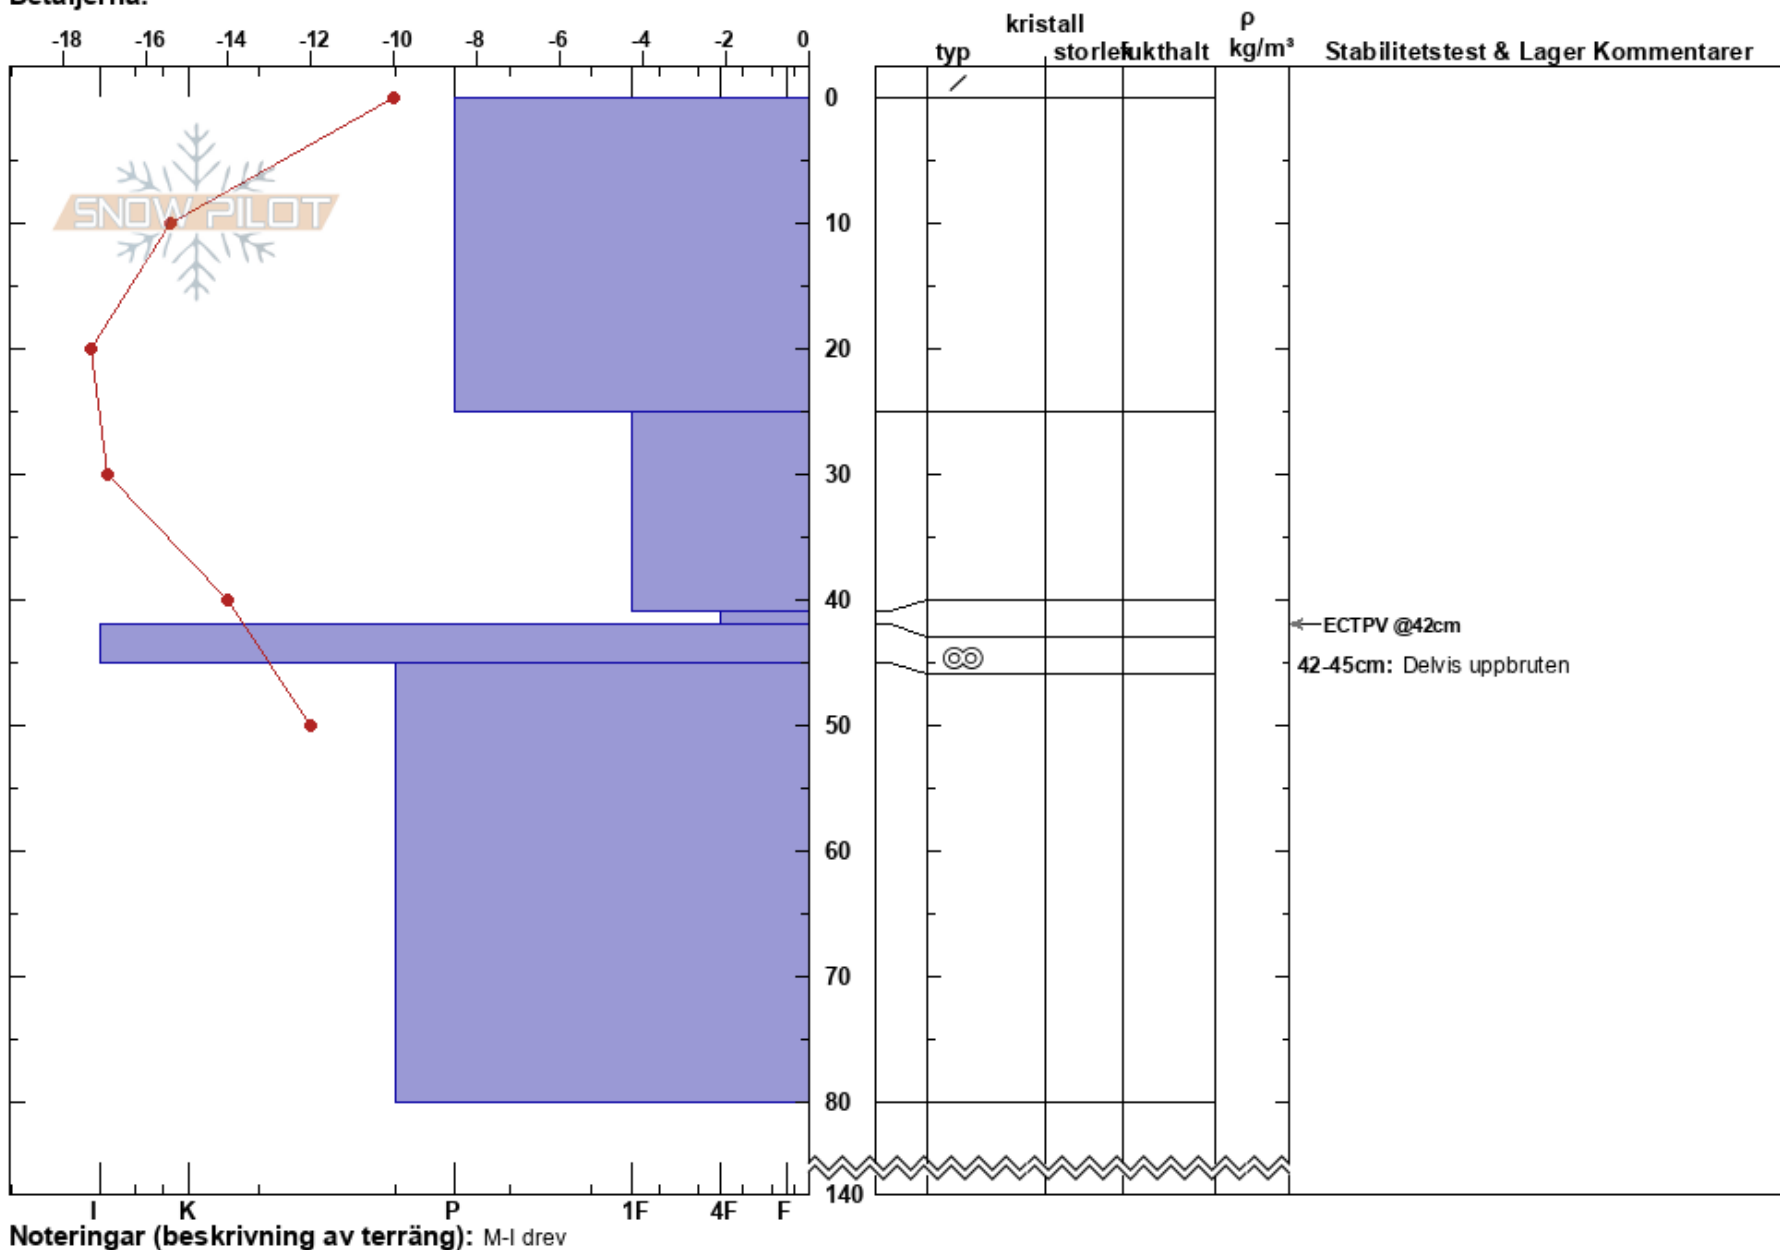 Detaljerna:
kristall ρ
-18 -16 -14 -12 -10 -8 -6 -4 -2 0 typ storlek fukthalt kg/m³ Stabilitetstest & Lager Kommentarer
0
SNOW PILOT
10
20
30
40
ECTPV @42cm
42-45cm: Delvis uppbruten
50
60
70
80
140
I K P 1F 4F F
Noteringar (beskrivning av terräng): M-I drev